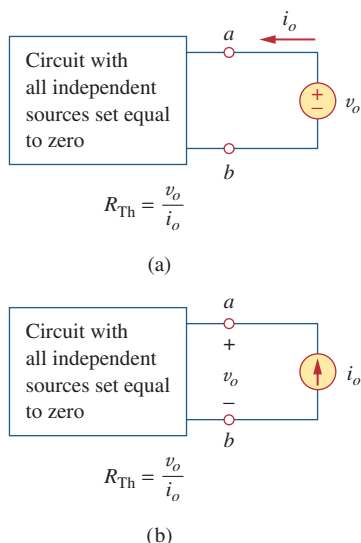 a
i_o
Circuit with
all independent
sources set equal
to zero
+
−
v_o
b
R_Th = v_o / i_o
(a)
a
Circuit with
all independent
sources set equal
to zero
+
v_o
−
i_o
b
R_Th = v_o / i_o
(b)